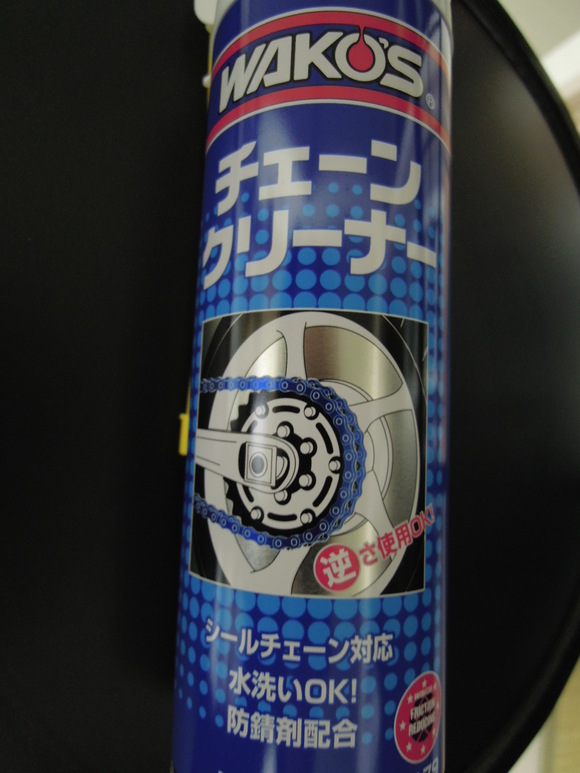 WAKO'S®
チェーン
クリーナー
逆さ使用OK!
シールチェーン対応
水洗いOK!
防錆剤配合
FRICTION